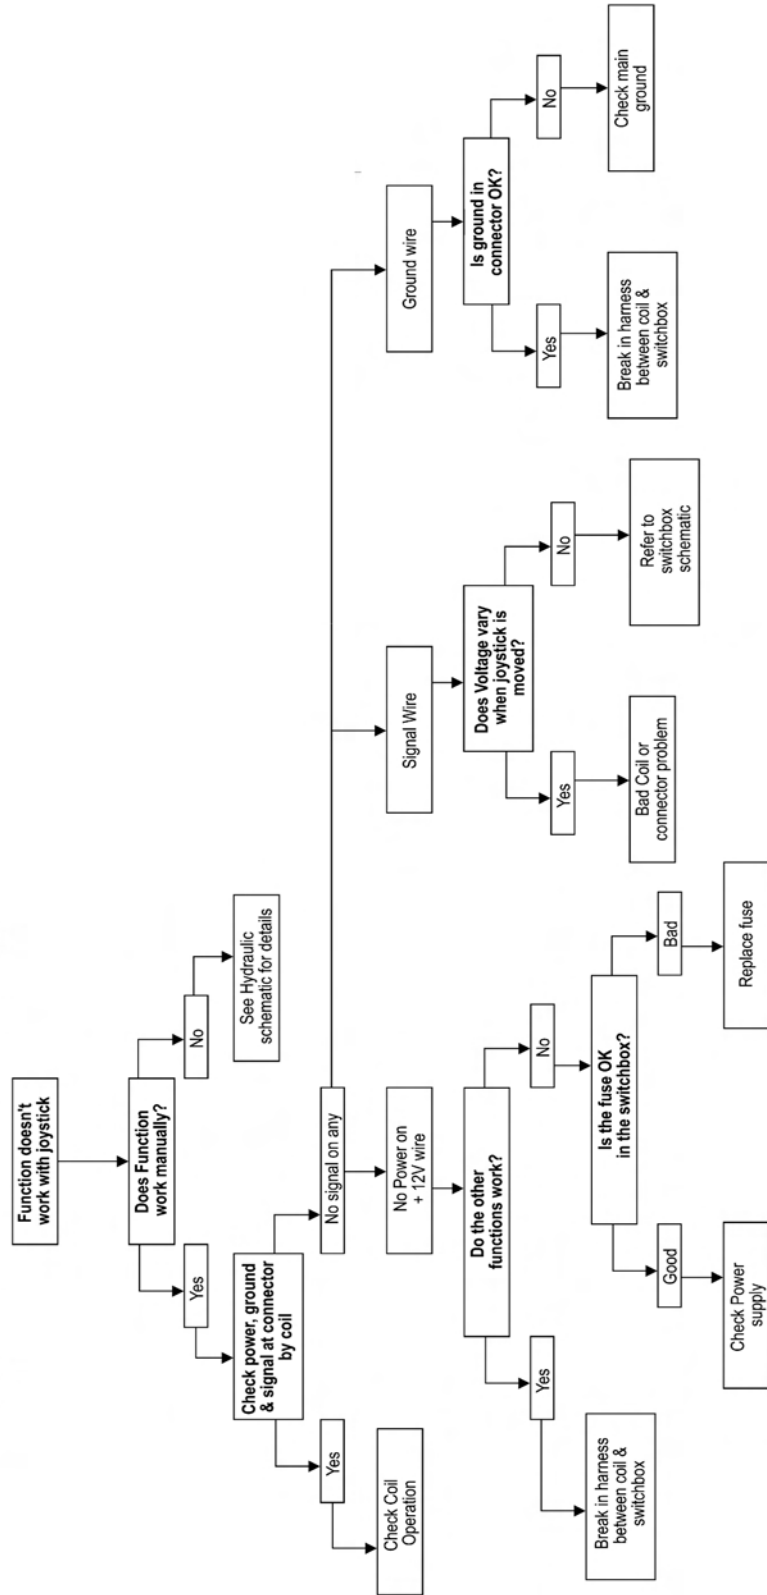 Function doesn't
work with joystick
Does Function
work manually?
Yes
No
See Hydraulic
schematic for details
Check power, ground
& signal at connector
by coil
Yes
No signal on any
Check Coil
Operation
No Power on
+ 12V wire
Signal Wire
Ground wire
Do the other
functions work?
Does Voltage vary
when joystick is
moved?
Is ground in
connector OK?
Yes
No
Yes
No
Yes
No
Break in harness
between coil &
switchbox
Is the fuse OK
in the switchbox?
Bad Coil or
connector problem
Refer to
switchbox
schematic
Break in harness
between coil &
switchbox
Check main
ground
Good
Bad
Check Power
supply
Replace fuse